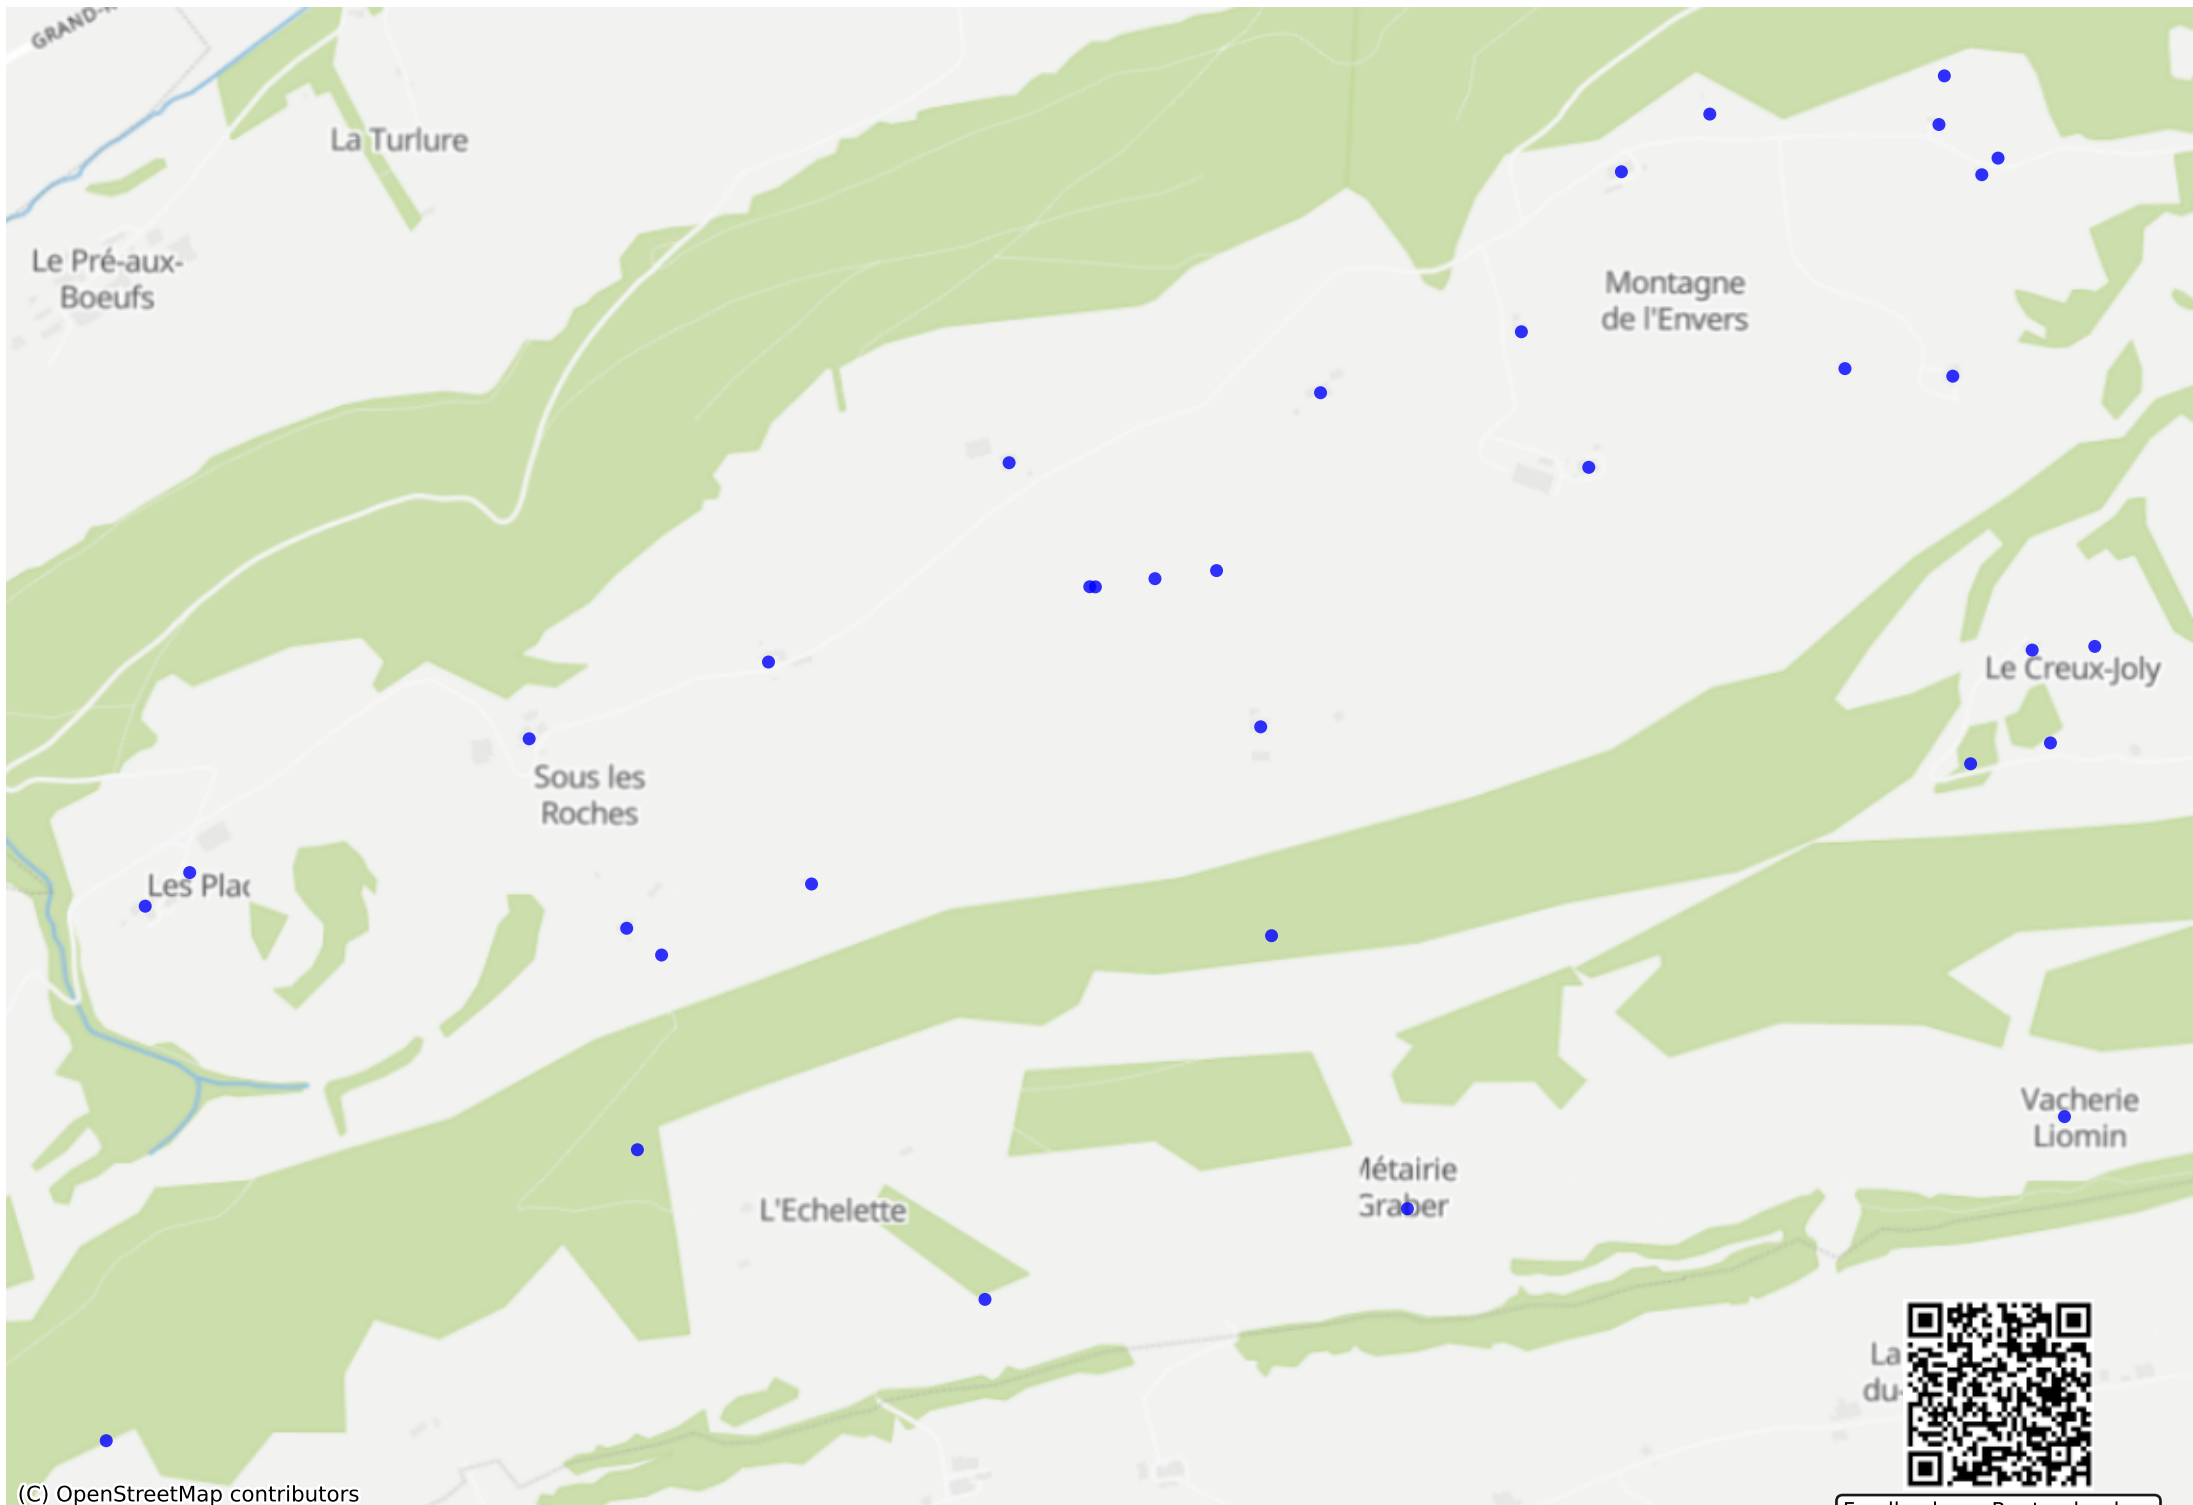 La Turlure
Le Pré-aux-
Boeufs
Montagne
de l'Envers
Le Creux-Joly
Sous les
Roches
Les Plac
Vacherie
Liomin
Métairie
Graber
L'Echelette
La
du-
(C) OpenStreetMap contributors